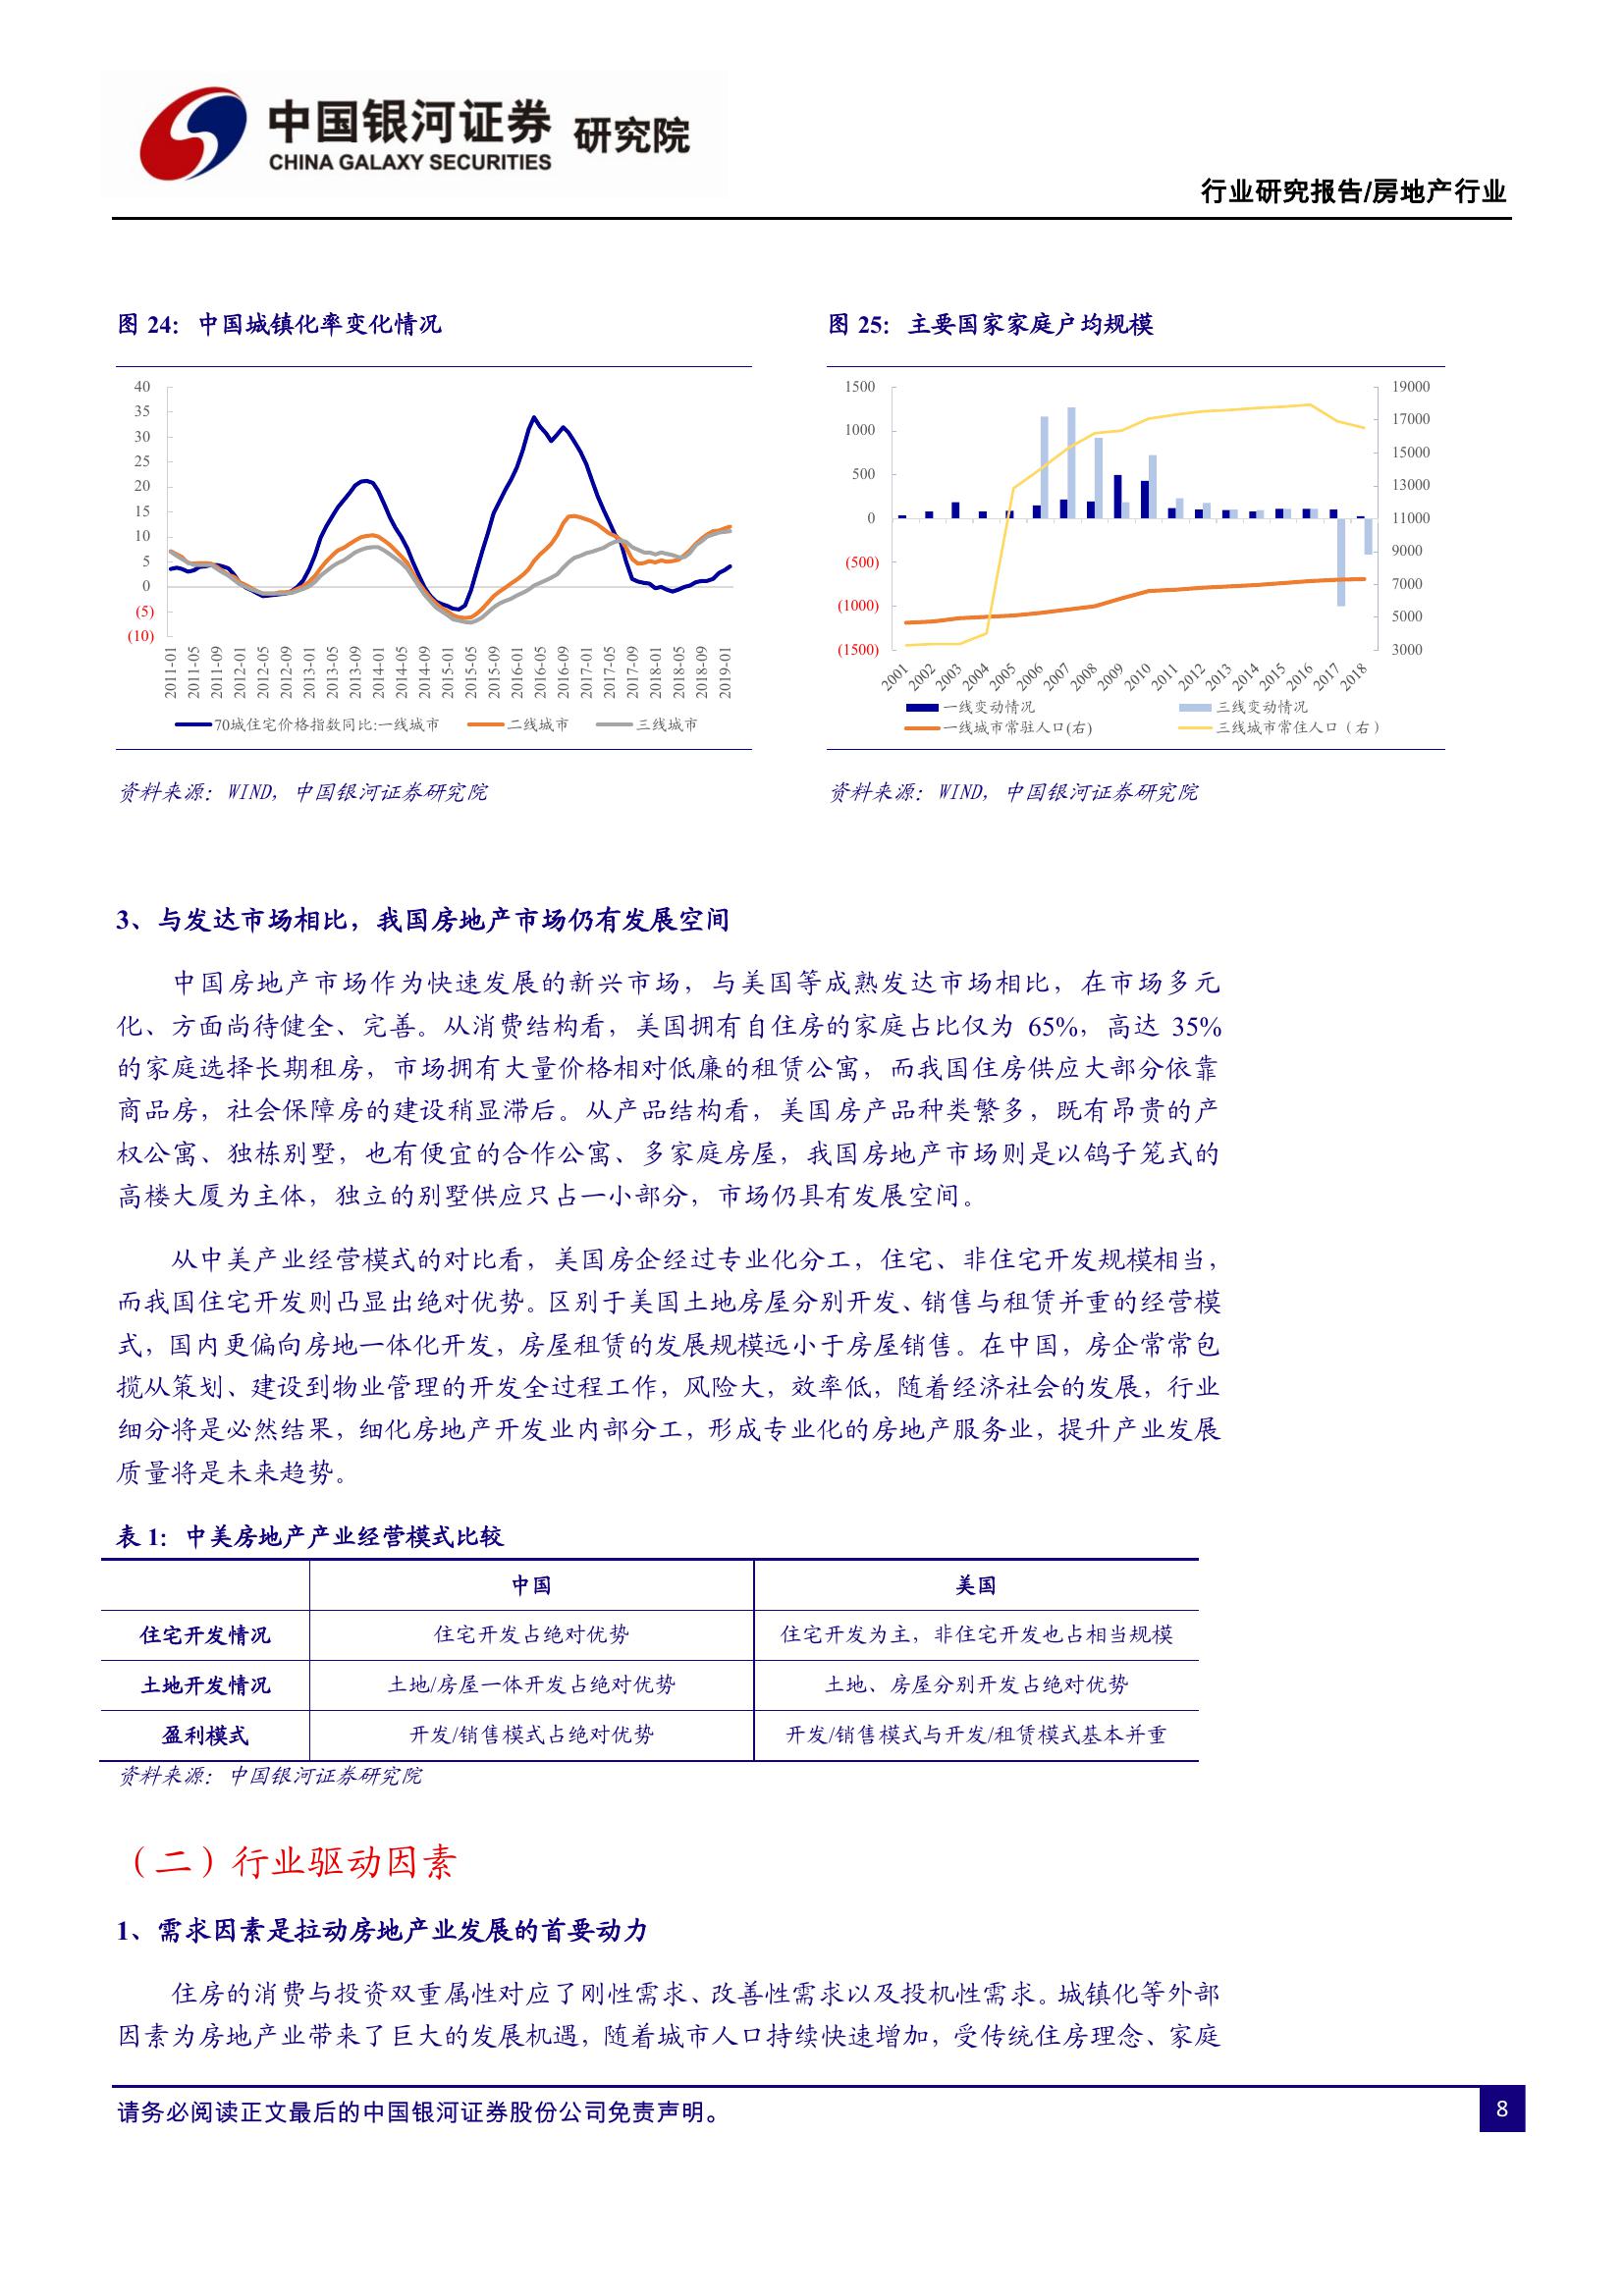 中国银河证券 研究院
CHINA GALAXY SECURITIES
行业研究报告/房地产行业
图 24：中国城镇化率变化情况
40
35
30
25
20
15
10
5
0
(5)
(10)
2011-01 2011-05 2011-09 2012-01 2012-05 2012-09 2013-01 2013-05 2013-09 2014-01 2014-05 2014-09 2015-01 2015-05 2015-09 2016-01 2016-05 2016-09 2017-01 2017-05 2017-09 2018-01 2018-05 2018-09 2019-01
70城住宅价格指数同比:一线城市 二线城市 三线城市
资料来源：WIND，中国银河证券研究院
图 25：主要国家家庭户均规模
1500
1000
500
0
(500)
(1000)
(1500)
19000
17000
15000
13000
11000
9000
7000
5000
3000
2001 2002 2003 2004 2005 2006 2007 2008 2009 2010 2011 2012 2013 2014 2015 2016 2017 2018
一线变动情况 三线变动情况
一线城市常驻人口(右) 三线城市常住人口（右）
资料来源：WIND，中国银河证券研究院
3、与发达市场相比，我国房地产市场仍有发展空间
中国房地产市场作为快速发展的新兴市场，与美国等成熟发达市场相比，在市场多元
化、方面尚待健全、完善。从消费结构看，美国拥有自住房的家庭占比仅为 65%，高达 35%
的家庭选择长期租房，市场拥有大量价格相对低廉的租赁公寓，而我国住房供应大部分依靠
商品房，社会保障房的建设稍显滞后。从产品结构看，美国房产品种类繁多，既有昂贵的产
权公寓、独栋别墅，也有便宜的合作公寓、多家庭房屋，我国房地产市场则是以鸽子笼式的
高楼大厦为主体，独立的别墅供应只占一小部分，市场仍具有发展空间。
从中美产业经营模式的对比看，美国房企经过专业化分工，住宅、非住宅开发规模相当，
而我国住宅开发则凸显出绝对优势。区别于美国土地房屋分别开发、销售与租赁并重的经营模
式，国内更偏向房地一体化开发，房屋租赁的发展规模远小于房屋销售。在中国，房企常常包
揽从策划、建设到物业管理的开发全过程工作，风险大，效率低，随着经济社会的发展，行业
细分将是必然结果，细化房地产开发业内部分工，形成专业化的房地产服务业，提升产业发展
质量将是未来趋势。
表 1：中美房地产产业经营模式比较
中国 美国
住宅开发情况 住宅开发占绝对优势 住宅开发为主，非住宅开发也占相当规模
土地开发情况 土地/房屋一体开发占绝对优势 土地、房屋分别开发占绝对优势
盈利模式 开发/销售模式占绝对优势 开发/销售模式与开发/租赁模式基本并重
资料来源：中国银河证券研究院
（二）行业驱动因素
1、需求因素是拉动房地产业发展的首要动力
住房的消费与投资双重属性对应了刚性需求、改善性需求以及投机性需求。城镇化等外部
因素为房地产业带来了巨大的发展机遇，随着城市人口持续快速增加，受传统住房理念、家庭
请务必阅读正文最后的中国银河证券股份公司免责声明。
8